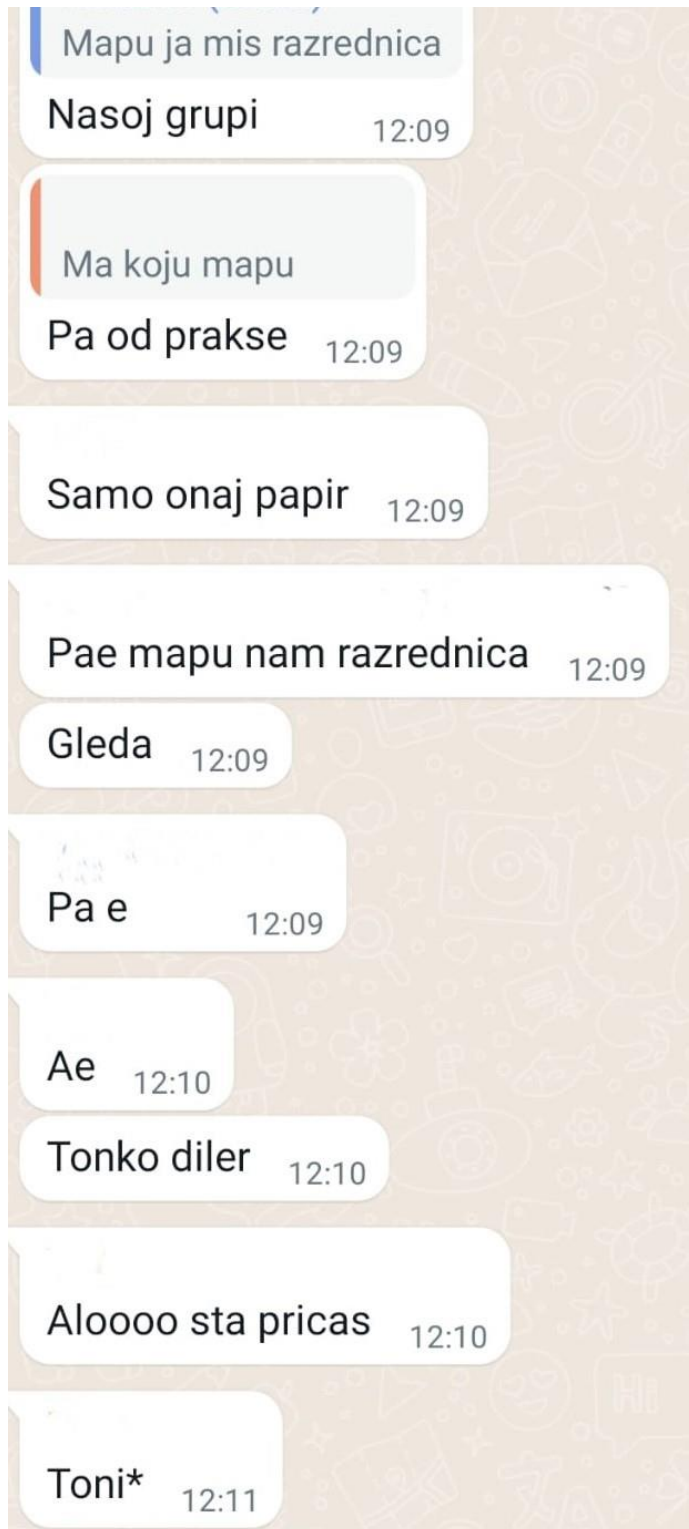 Mapu ja mis razrednica
Nasoj grupi 12:09
Ma koju mapu
Pa od prakse 12:09
Samo onaj papir 12:09
Pae mapu nam razrednica 12:09
Gleda 12:09
Pa e 12:09
Ae 12:10
Tonko diler 12:10
Aloooo sta pricas 12:10
Toni* 12:11